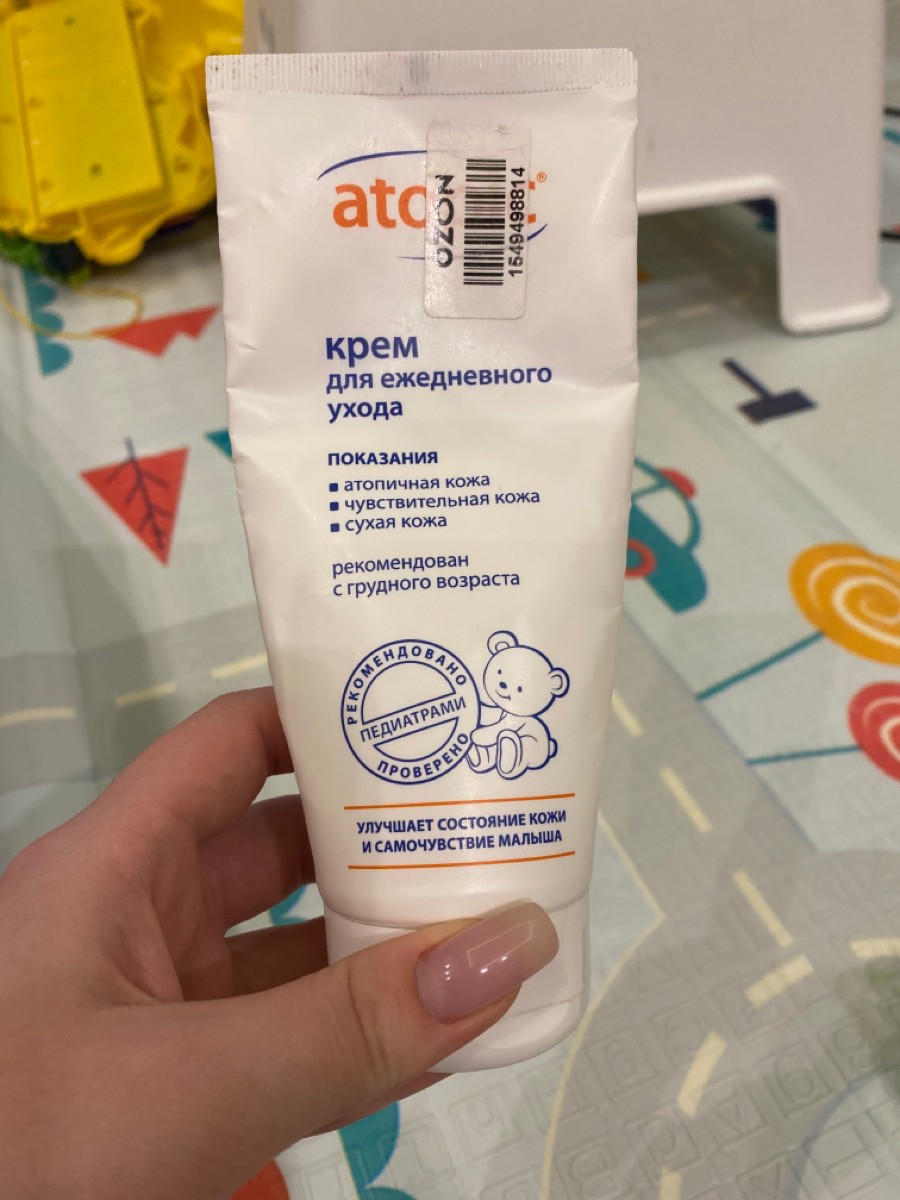 OZON
1549498814
®
крем
для ежедневного
ухода
ПОКАЗАНИЯ
атопичная кожа
чувствительная кожа
сухая кожа
рекомендован
с грудного возраста
РЕКОМЕНДОВАНО
ПЕДИАТРАМИ
ПРОВЕРЕНО
УЛУЧШАЕТ СОСТОЯНИЕ КОЖИ
И САМОЧУВСТВИЕ МАЛЫША